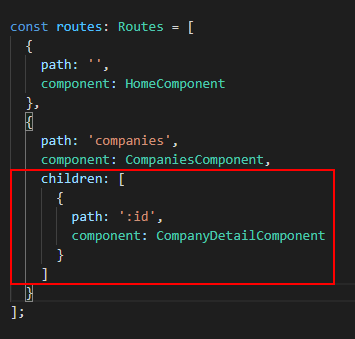 const routes: Routes = [
  {
    path: '',
    component: HomeComponent
  },
  {
    path: 'companies',
    component: CompaniesComponent,
    children: [
      {
        path: ':id',
        component: CompanyDetailComponent
      }
    ]
  }
];